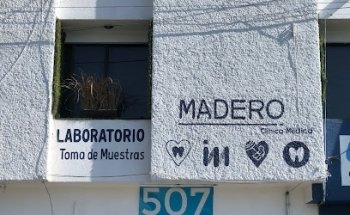 LABORATORIO
Toma de Muestras
MADERO
Clínica Médica
507